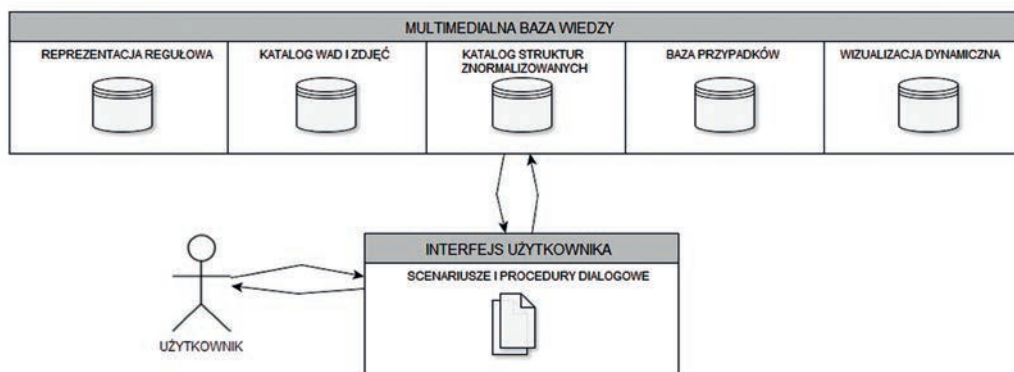 MULTIMEDIALNA BAZA WIEDZY
REPREZENTACJA REGUŁOWA
KATALOG WAD I ZDJĘĆ
KATALOG STRUKTUR
ZNORMALIZOWANYCH
BAZA PRZYPADKÓW
WIZUALIZACJA DYNAMICZNA
INTERFEJS UŻYTKOWNIKA
SCENARIUSZE I PROCEDURY DIALOGOWE
UŻYTKOWNIK